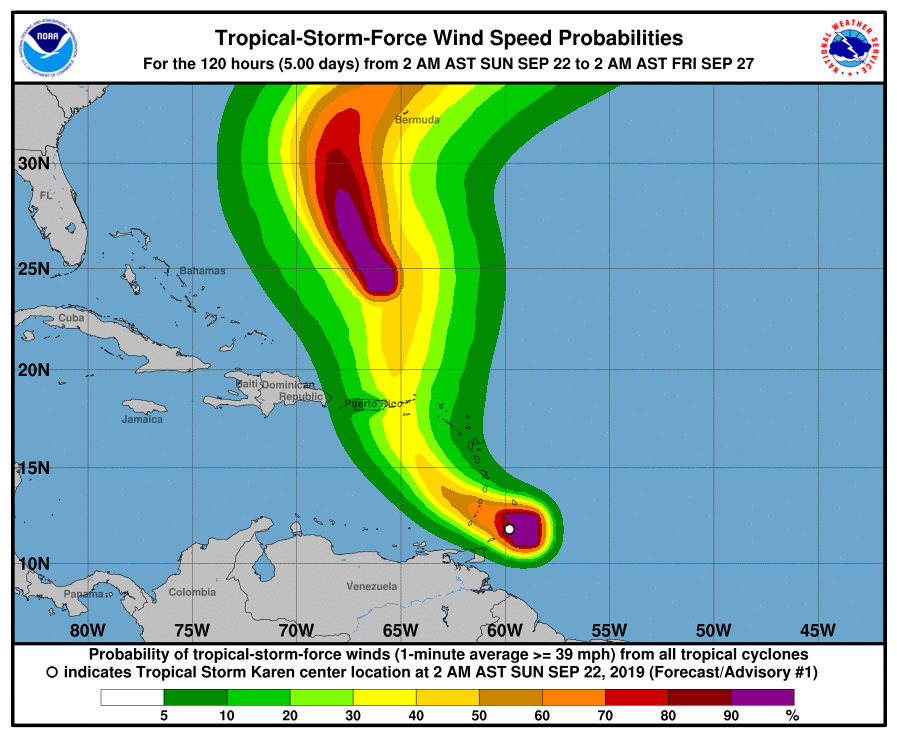 Tropical-Storm-Force Wind Speed Probabilities
For the 120 hours (5.00 days) from 2 AM AST SUN SEP 22 to 2 AM AST FRI SEP 27
NOAA
NATIONAL WEATHER SERVICE
Bermuda
30N
FL
25N
Bahamas
Cuba
20N
Haiti Dominican
Republic
Puerto Rico
Jamaica
15N
10N
Panama
Colombia
Venezuela
80W 75W 70W 65W 60W 55W 50W 45W
Probability of tropical-storm-force winds (1-minute average >= 39 mph) from all tropical cyclones
indicates Tropical Storm Karen center location at 2 AM AST SUN SEP 22, 2019 (Forecast/Advisory #1)
5 10 20 30 40 50 60 70 80 90 %